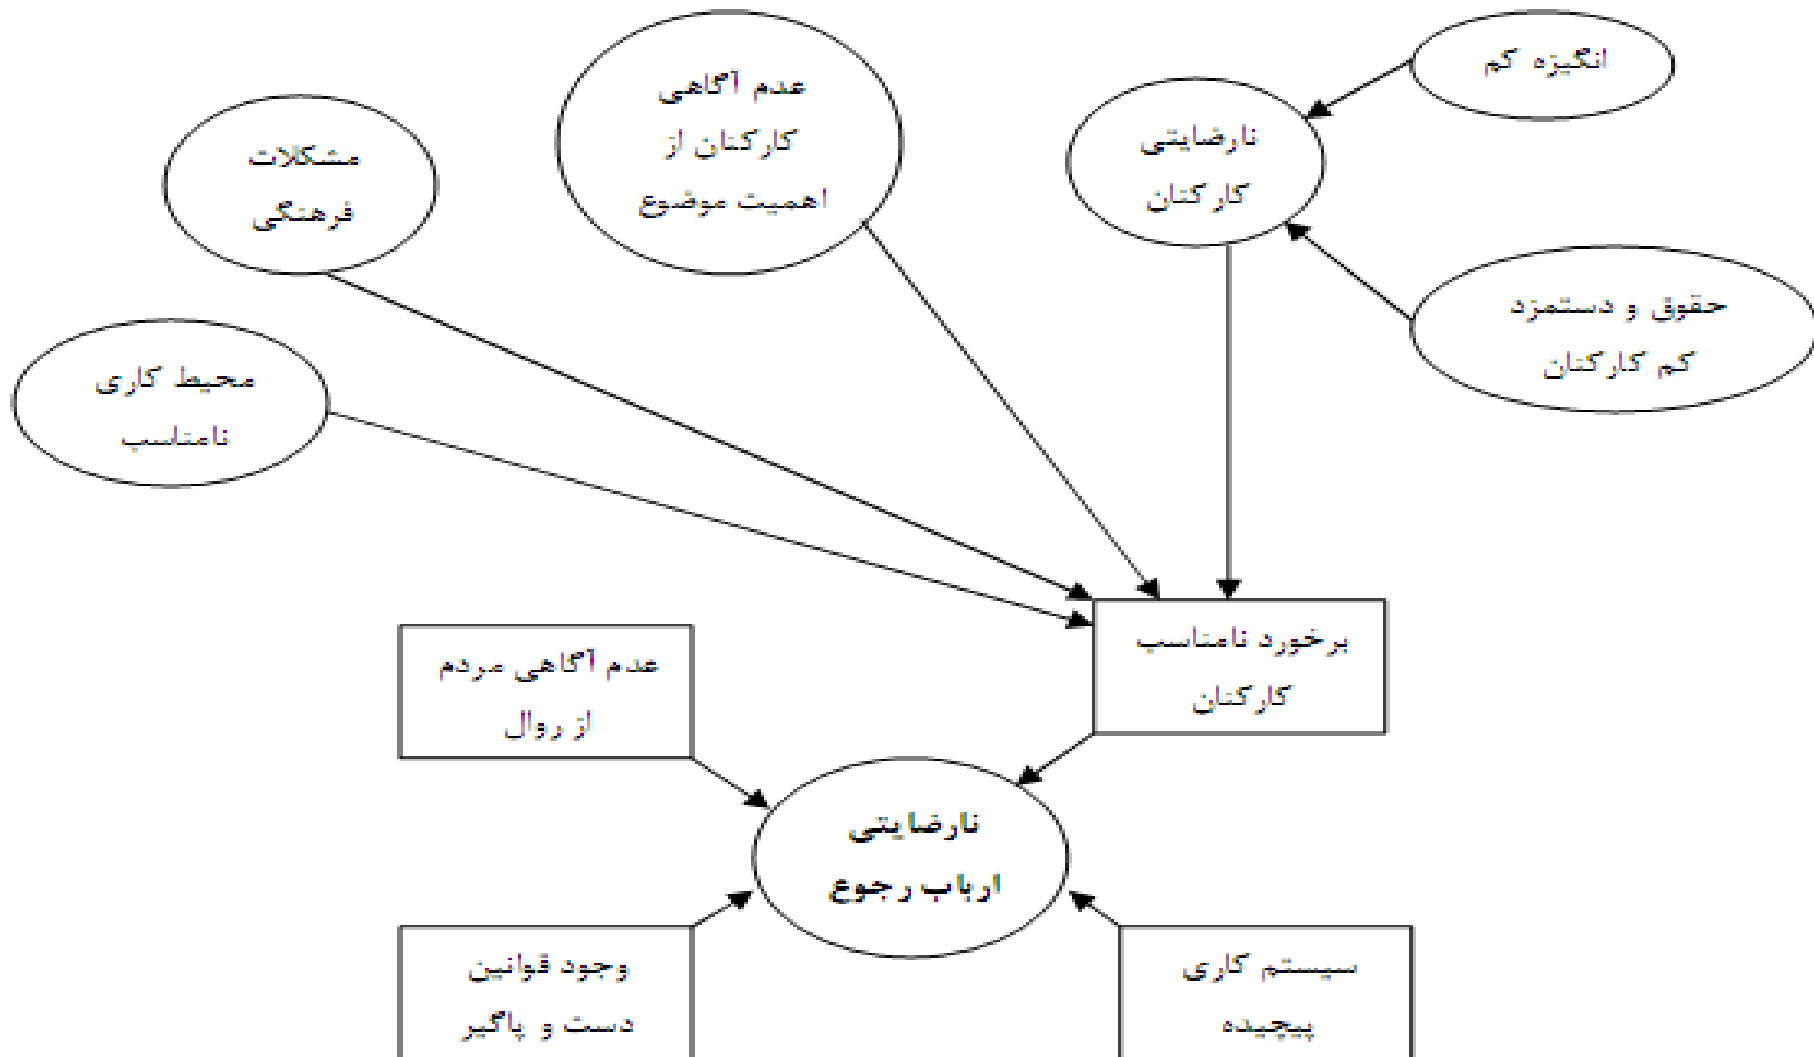 انگیزه کم
عدم آگاهی
کارکنان از
اهمیت موضوع
نارضایتی
کارکنان
مشکلات
فرهنگی
حقوق و دستمزد
کم کارکنان
محیط کاری
نامناسب
برخورد نامناسب
کارکنان
عدم آگاهی مردم
از روال
نارضایتی
ارباب رجوع
سیستم کاری
پیچیده
وجود قوانین
دست و پاگیر